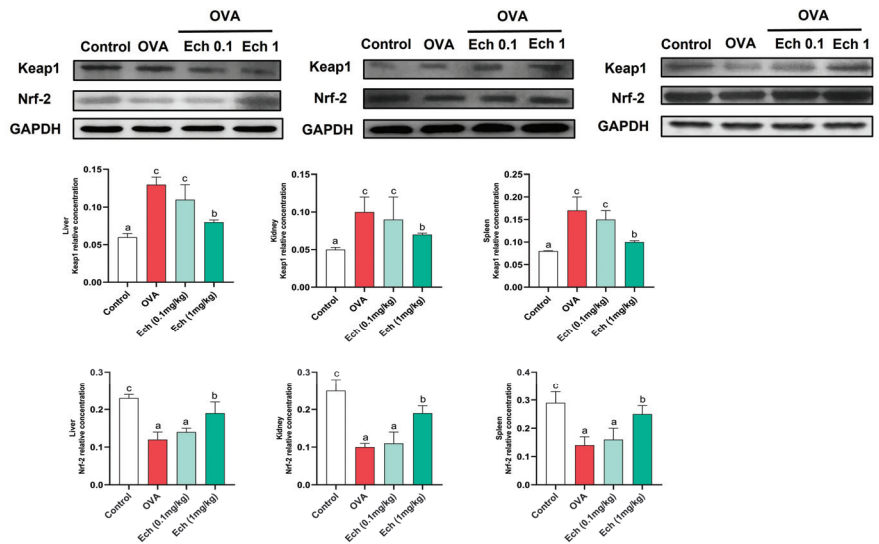 OVA
Control OVA Ech 0.1 Ech 1
Keap1
Nrf-2
GAPDH
OVA
Control OVA Ech 0.1 Ech 1
Keap1
Nrf-2
GAPDH
OVA
Control OVA Ech 0.1 Ech 1
Keap1
Nrf-2
GAPDH
Liver
Keap1 relative concentration
0.15
0.10
0.05
0.00
a
c
c
b
Control
OVA
Ech (0.1mg/kg)
Ech (1mg/kg)
Kidney
Keap1 relative concentration
0.15
0.10
0.05
0.00
a
c
c
b
Control
OVA
Ech (0.1mg/kg)
Ech (1mg/kg)
Spleen
Keap1 relative concentration
0.25
0.20
0.15
0.10
0.05
0.00
a
c
c
b
Control
OVA
Ech (0.1mg/kg)
Ech (1mg/kg)
Liver
Nrf-2 relative concentration
0.3
0.2
0.1
0.0
c
a
a
b
Control
OVA
Ech (0.1mg/kg)
Ech (1mg/kg)
Kidney
Nrf-2 relative concentration
0.3
0.2
0.1
0.0
c
a
a
b
Control
OVA
Ech (0.1mg/kg)
Ech (1mg/kg)
Spleen
Nrf-2 relative concentration
0.4
0.3
0.2
0.1
0.0
c
a
a
b
Control
OVA
Ech (0.1mg/kg)
Ech (1mg/kg)